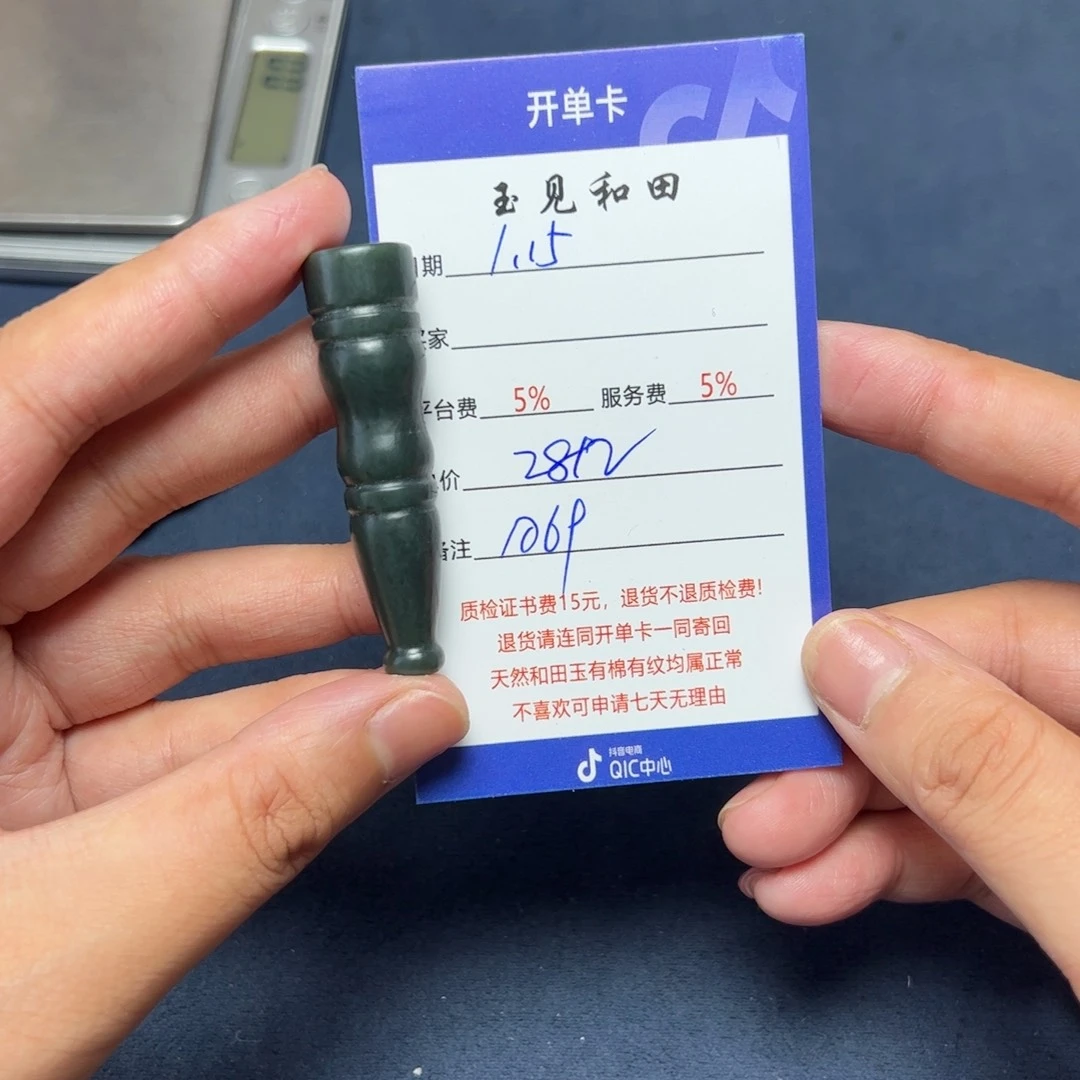 开单卡
玉见和田
期 1.15
家
平台费 5% 服务费 5%
价
备注 1069
质检证书费15元，退货不退质检费!
退货请连同开单卡一同寄回
天然和田玉有棉有纹均属正常
不喜欢可申请七天无理由
抖音电商
QIC中心